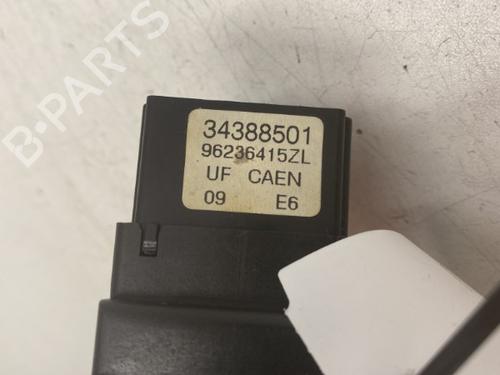 B-PARTS
34388501
96236415ZL
UF CAEN
09 E6